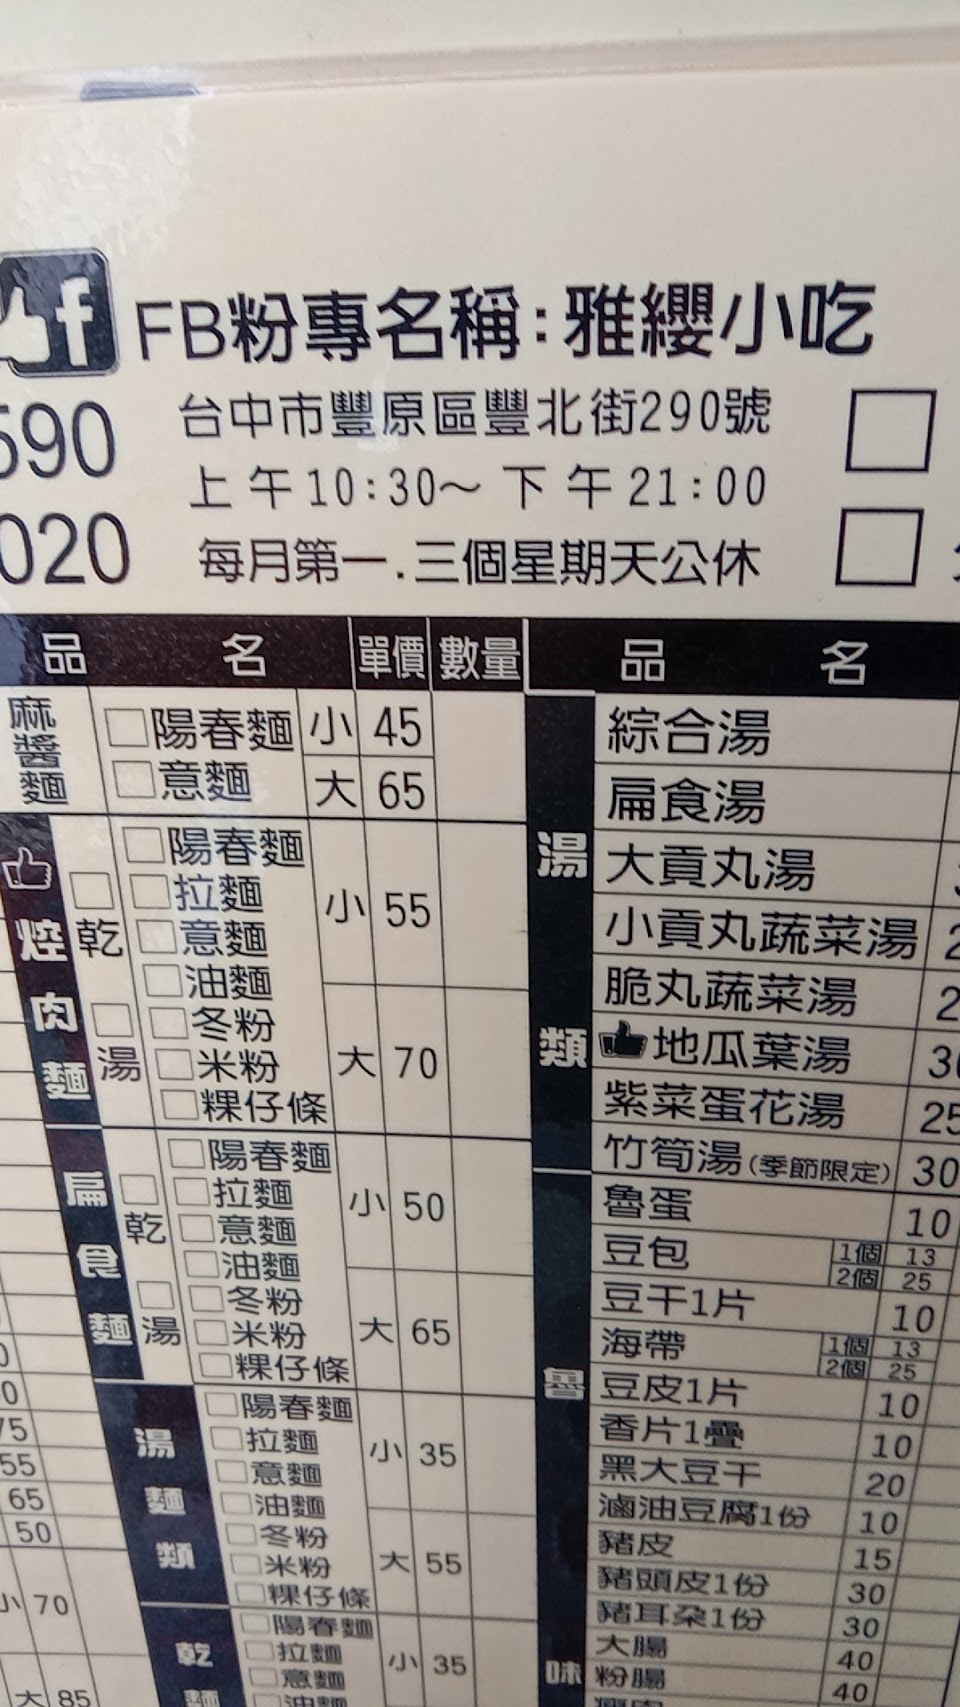 f
FB粉專名稱:雅纓小吃
590
台中市豐原區豐北街290號
上午10:30～下午21:00
020
每月第一.三個星期天公休
品名 單價 數量
麻醬麵
□陽春麵 小 45
□意麵 大 65
焢肉麵
□乾
□湯
□陽春麵
□拉麵
□意麵
□油麵
□冬粉
□米粉
□粿仔條
小 55
大 70
扁食麵
□乾
□湯
□陽春麵
□拉麵
□意麵
□油麵
□冬粉
□米粉
□粿仔條
小 50
大 65
湯麵類
□陽春麵
□拉麵
□意麵
□油麵
□冬粉
□米粉
□粿仔條
小 35
大 55
乾麵
□陽春麵
□拉麵
□意麵
□油麵
小 35
75
55
65
50
小 70
大 85
品名
湯類
綜合湯
扁食湯
大貢丸湯
小貢丸蔬菜湯
脆丸蔬菜湯
地瓜葉湯
紫菜蛋花湯 25
竹筍湯(季節限定) 30
魯味
魯蛋 10
豆包 1個 13
2個 25
豆干1片 10
海帶 1個 13
2個 25
豆皮1片 10
香片1疊 10
黑大豆干 20
滷油豆腐1份 10
豬皮 15
豬頭皮1份 30
豬耳朵1份 30
大腸 40
粉腸 40